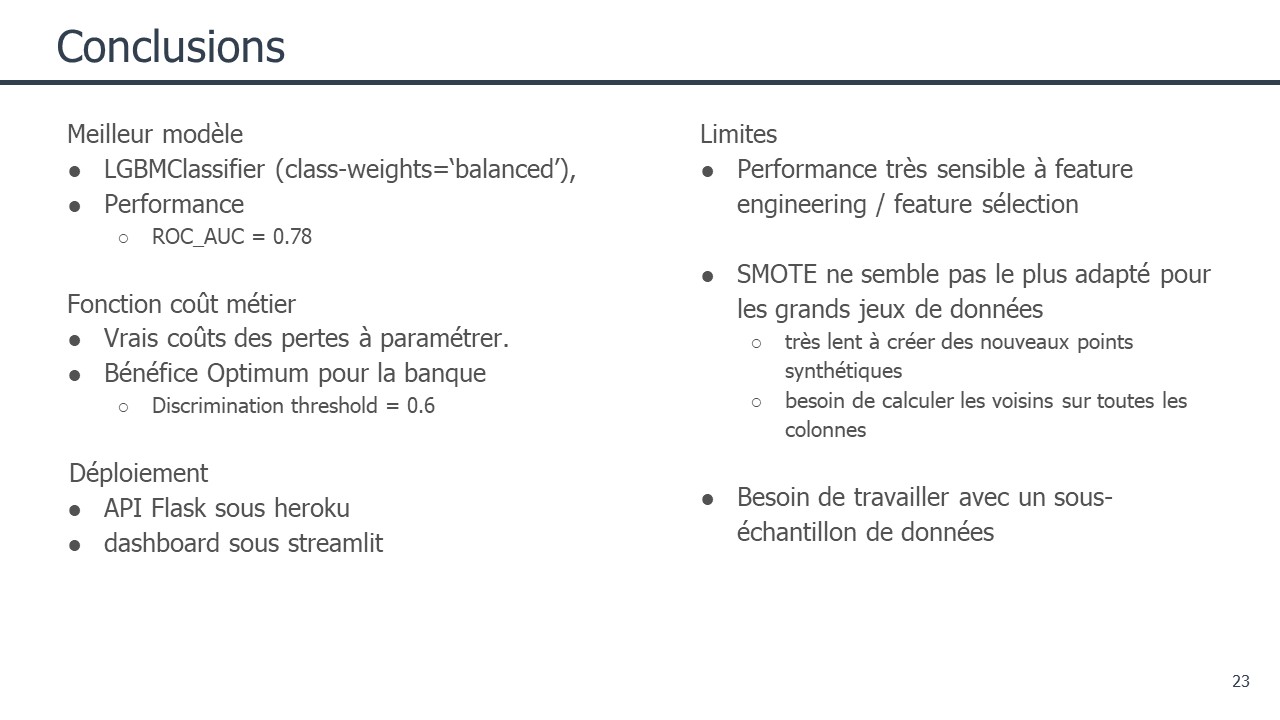 Conclusions
Meilleur modèle
● LGBMClassifier (class-weights=‘balanced’),
● Performance
○ ROC_AUC = 0.78
Fonction coût métier
● Vrais coûts des pertes à paramétrer.
● Bénéfice Optimum pour la banque
○ Discrimination threshold = 0.6
Déploiement
● API Flask sous heroku
● dashboard sous streamlit
Limites
● Performance très sensible à feature
engineering / feature sélection
● SMOTE ne semble pas le plus adapté pour
les grands jeux de données
○ très lent à créer des nouveaux points
synthétiques
○ besoin de calculer les voisins sur toutes les
colonnes
● Besoin de travailler avec un sous-
échantillon de données
23